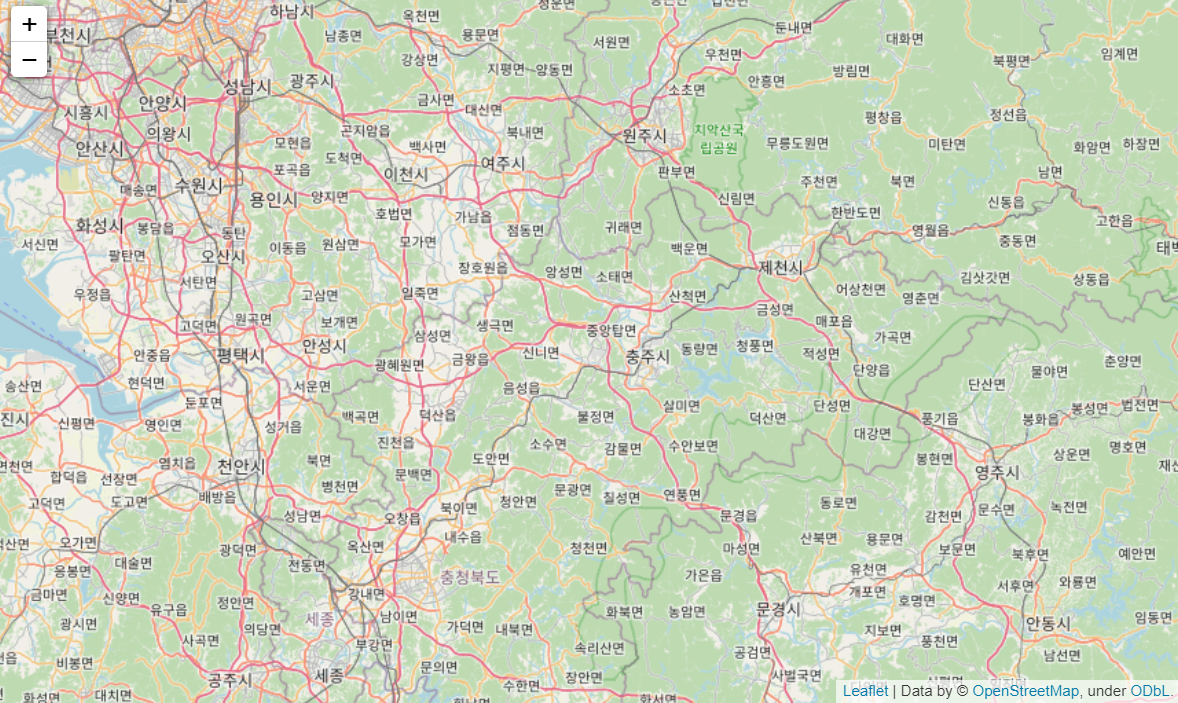 +
−
하남시
옥천면
남종면
용문면
서원면
둔내면
대화면
임계면
부천시
강상면
지평면
양동면
우천면
북평면
성남시
광주시
안흥면
방림면
안양시
금사면
대신면
소초면
시흥시
의왕시
곤지암읍
북내면
원주시
치악산국
립공원
평창읍
정선읍
안산시
모현읍
백사면
무릉도원면
미탄면
화암면
하장면
도척면
여주시
포곡읍
이천시
판부면
남면
매송면
수원시
용인시
양지면
호법면
주천면
북면
화성시
봉담읍
동탄
가남읍
점동면
귀래면
신림면
한반도면
신동읍
고한읍
영월읍
서신면
이동읍
원삼면
모가면
백운면
중동면
팔탄면
오산시
장호원읍
앙성면
소태면
제천시
김삿갓면
상동읍
우정읍
서탄면
고삼면
일죽면
산척면
어상천면
영춘면
고덕면
원곡면
보개면
삼성면
생극면
중앙탑면
금성면
매포읍
가곡면
안중읍
평택시
안성시
광혜원면
금왕읍
신니면
충주시
동량면
청풍면
적성면
단양읍
물야면
춘양면
송산면
현덕면
서운면
음성읍
단산면
둔포면
백곡면
덕산읍
불정면
살미면
덕산면
단성면
풍기읍
봉화읍
봉성면
법전면
신평면
영인면
성거읍
진천읍
소수면
감물면
수안보면
대강면
명호면
염치읍
천안시
북면
문백면
도안면
봉현면
영주시
상운면
합덕읍
선장면
배방읍
병천면
문광면
칠성면
연풍면
고덕면
도고면
성남면
오창읍
북이면
청안면
문경읍
동로면
감천면
문수면
녹전면
오가면
광덕면
옥산면
내수읍
청천면
마성면
산북면
용문면
보문면
북후면
예안면
응봉면
대술면
전동면
충청북도
가은읍
유천면
서후면
와룡면
금마면
신양면
유구읍
정안면
강내면
개포면
호명면
광시면
사곡면
의당면
세종
남이면
가덕면
내북면
화북면
농암면
문경시
지보면
풍천면
안동시
임동면
비봉면
공주시
세종
부강면
문의면
속리산면
공검면
남선면
화성면
대치면
수한면
장안면
사벌국면
Leaflet | Data by © OpenStreetMap, under ODbL.